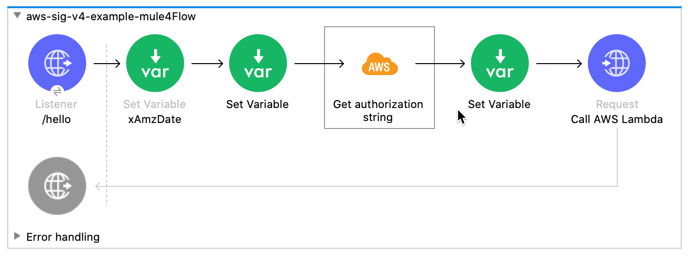 aws-sig-v4-example-mule4Flow
var
var
AWS
var
Listener
/hello
Set Variable
xAmzDate
Set Variable
Get authorization
string
Set Variable
Request
Call AWS Lambda
Error handling